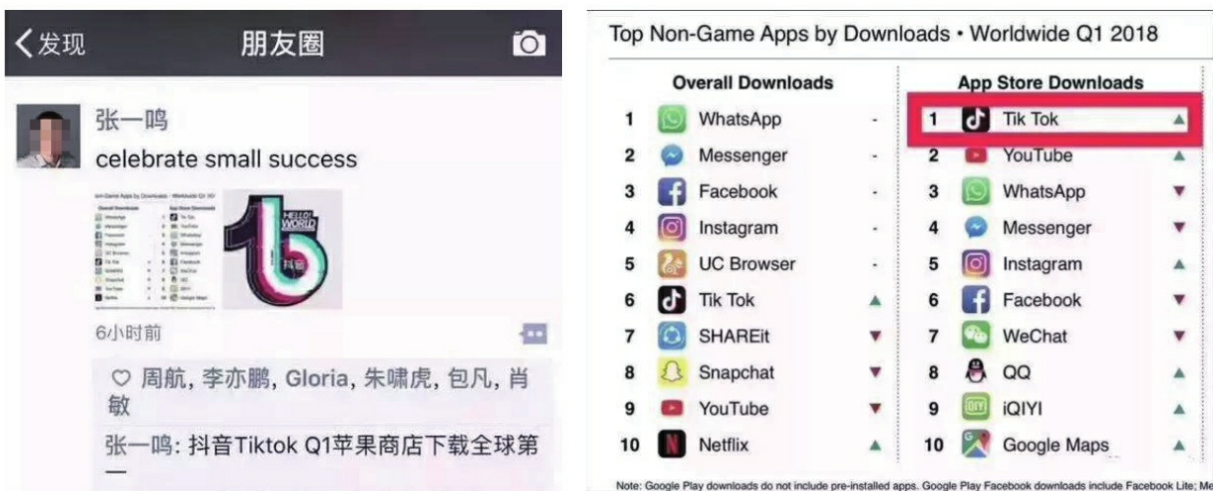 发现
朋友圈
张一鸣
celebrate small success
HELLO!
WORLD
抖音
6小时前
周航, 李亦鹏, Gloria, 朱啸虎, 包凡, 肖
敏
张一鸣: 抖音Tiktok Q1苹果商店下载全球第
一
Top Non-Game Apps by Downloads • Worldwide Q1 2018
Overall Downloads
1 WhatsApp -
2 Messenger -
3 Facebook -
4 Instagram -
5 UC Browser -
6 Tik Tok ▲
7 SHAREit ▼
8 Snapchat ▼
9 YouTube ▼
10 Netflix ▲
App Store Downloads
1 Tik Tok ▲
2 YouTube ▲
3 WhatsApp ▼
4 Messenger ▼
5 Instagram ▲
6 Facebook ▼
7 WeChat ▼
8 QQ ▲
9 iQIYI ▲
10 Google Maps ▲
Note: Google Play downloads do not include pre-installed apps. Google Play Facebook downloads include Facebook Lite; Me